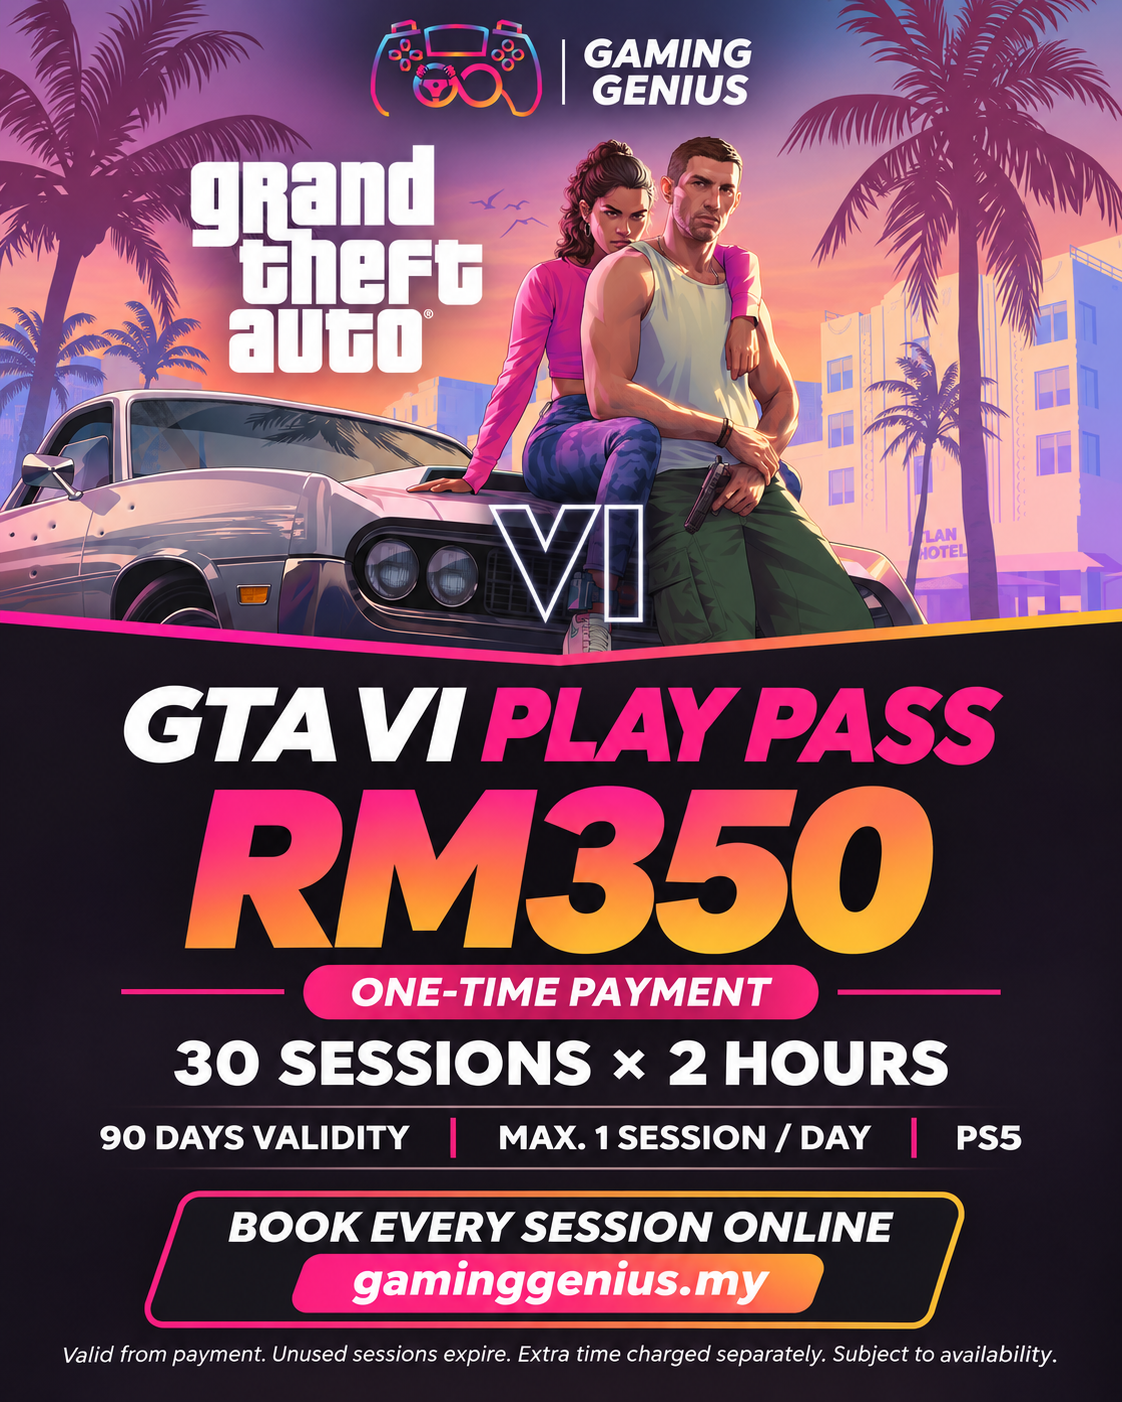 GAMING
GENIUS
grand
theft
auto®
VI
GTA VI PLAY PASS
RM350
ONE-TIME PAYMENT
30 SESSIONS × 2 HOURS
90 DAYS VALIDITY | MAX. 1 SESSION / DAY | PS5
BOOK EVERY SESSION ONLINE
gaminggenius.my
Valid from payment. Unused sessions expire. Extra time charged separately. Subject to availability.
HOTEL